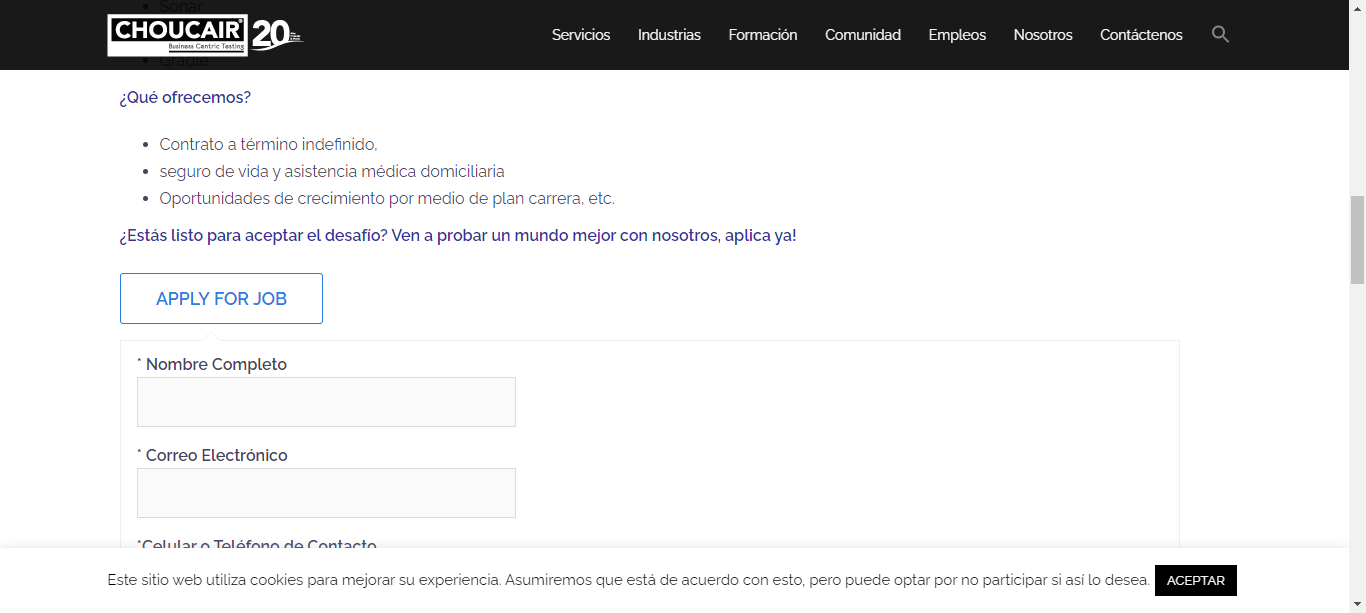 Sonar
CHOUCAIR
Business Centric Testing
20
Servicios
Industrias
Formación
Comunidad
Empleos
Nosotros
Contáctenos
Gradle
¿Qué ofrecemos?
Contrato a término indefinido,
seguro de vida y asistencia médica domiciliaria
Oportunidades de crecimiento por medio de plan carrera, etc.
¿Estás listo para aceptar el desafío? Ven a probar un mundo mejor con nosotros, aplica ya!
APPLY FOR JOB
* Nombre Completo
* Correo Electrónico
*Celular o Teléfono de Contacto
Este sitio web utiliza cookies para mejorar su experiencia. Asumiremos que está de acuerdo con esto, pero puede optar por no participar si así lo desea.
ACEPTAR